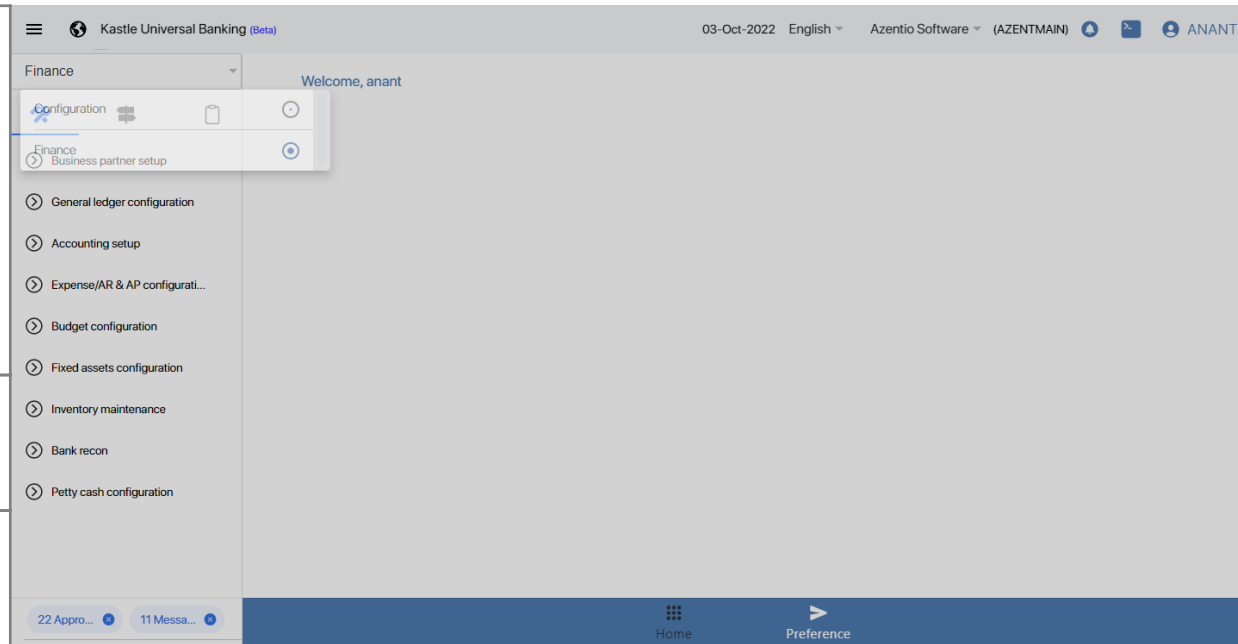 Kastle Universal Banking (Beta)
03-Oct-2022 English Azentio Software (AZENTMAIN) ANANT
Finance
Welcome, anant
Configuration
Finance
Business partner setup
General ledger configuration
Accounting setup
Expense/AR & AP configurati...
Budget configuration
Fixed assets configuration
Inventory maintenance
Bank recon
Petty cash configuration
22 Appro... 11 Messa...
Home Preference